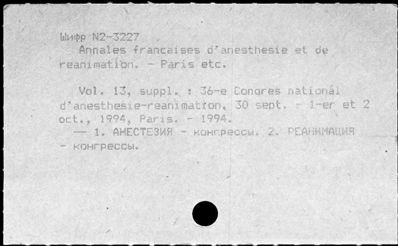 Шифр N2-3227
Annales francaises d'anesthesie et de
reanimation. - Paris etc.
Vol. 13, suppl. : 36-e Congres national
d'anesthesie-reanimation, 30 sept. - 1-er et 2
oct., 1994, Paris. - 1994.
-- 1. АНЕСТЕЗИЯ - конгрессы. 2. РЕАНИМАЦИЯ
- конгрессы.